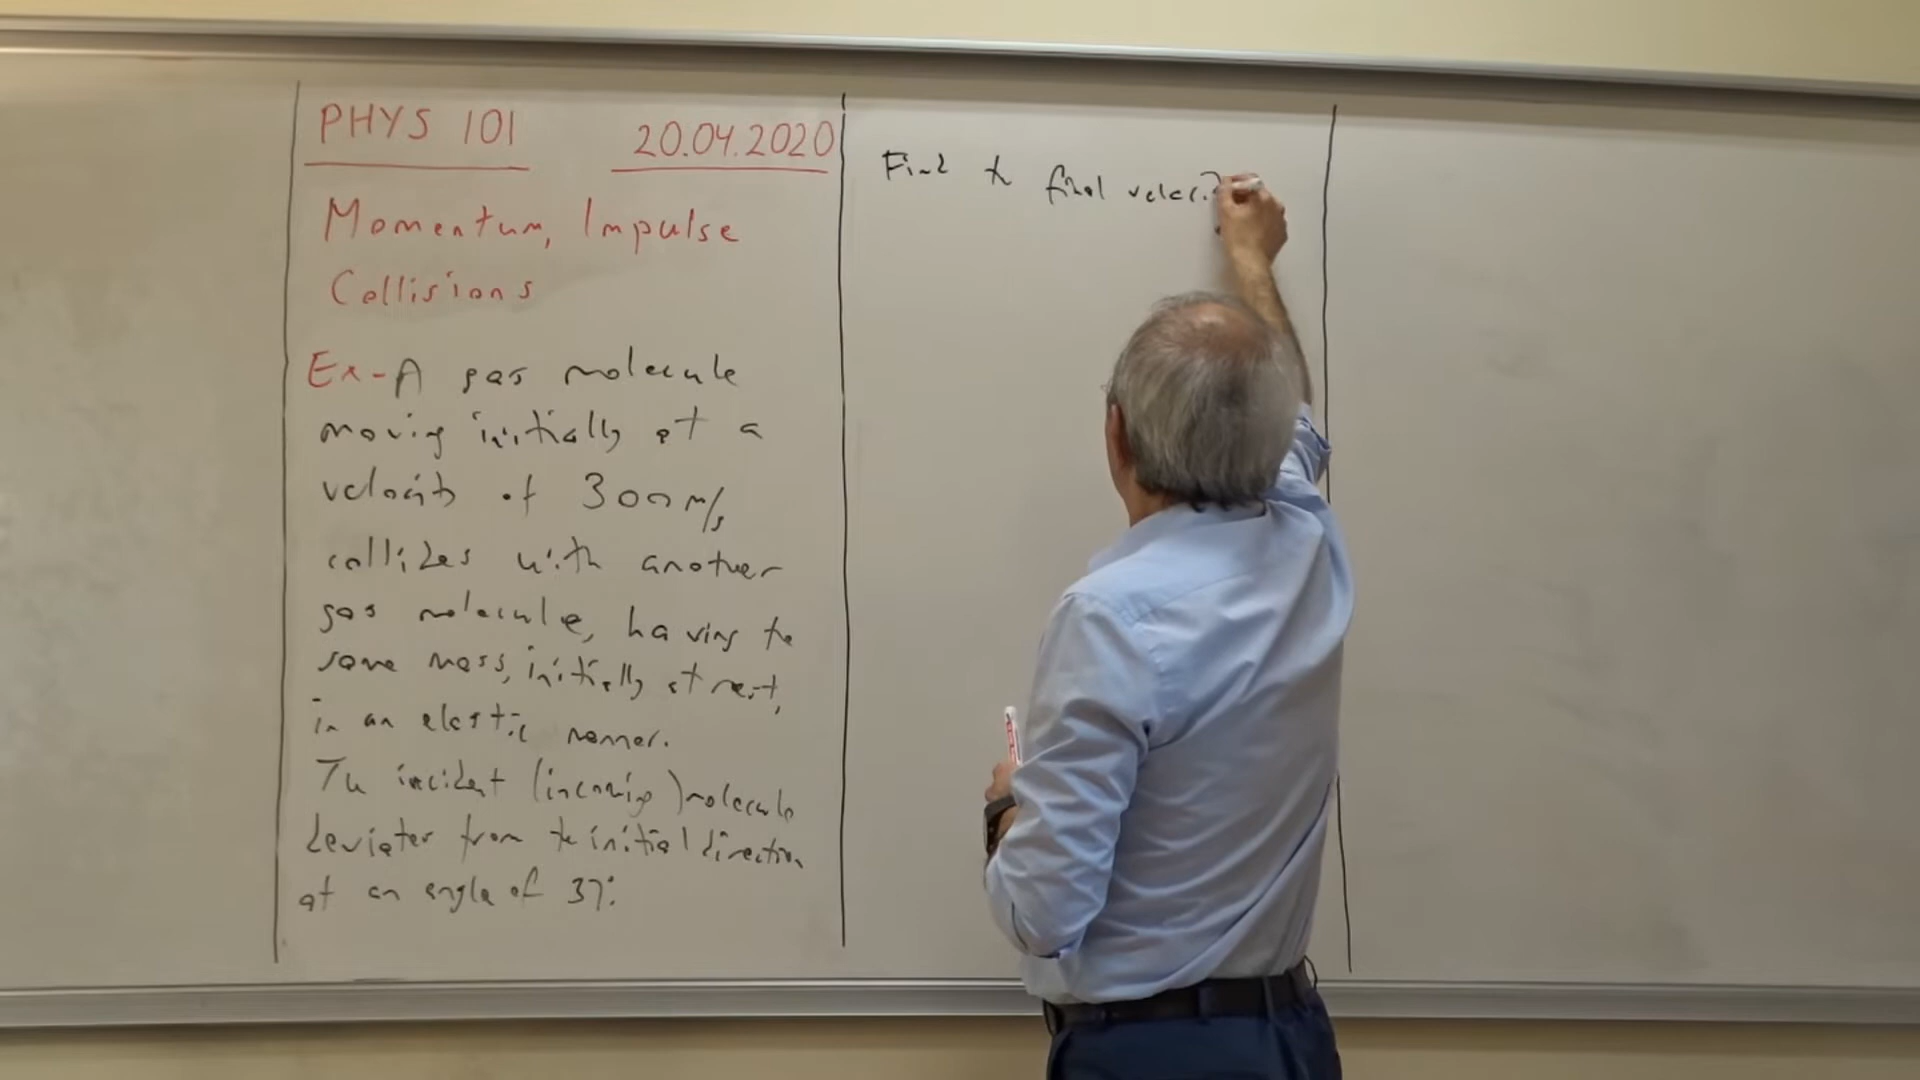 PHYS 101 20.04.2020
Momentum, Impulse
Collisions
Ex-A gas molecule
moving initially at a
velocity of 300 m/s
collides with another
gas molecule, having the
same mass, initially at rest,
in an elastic manner.
The incident (incoming) molecule
deviates from the initial direction
at an angle of 37°.
Find the final